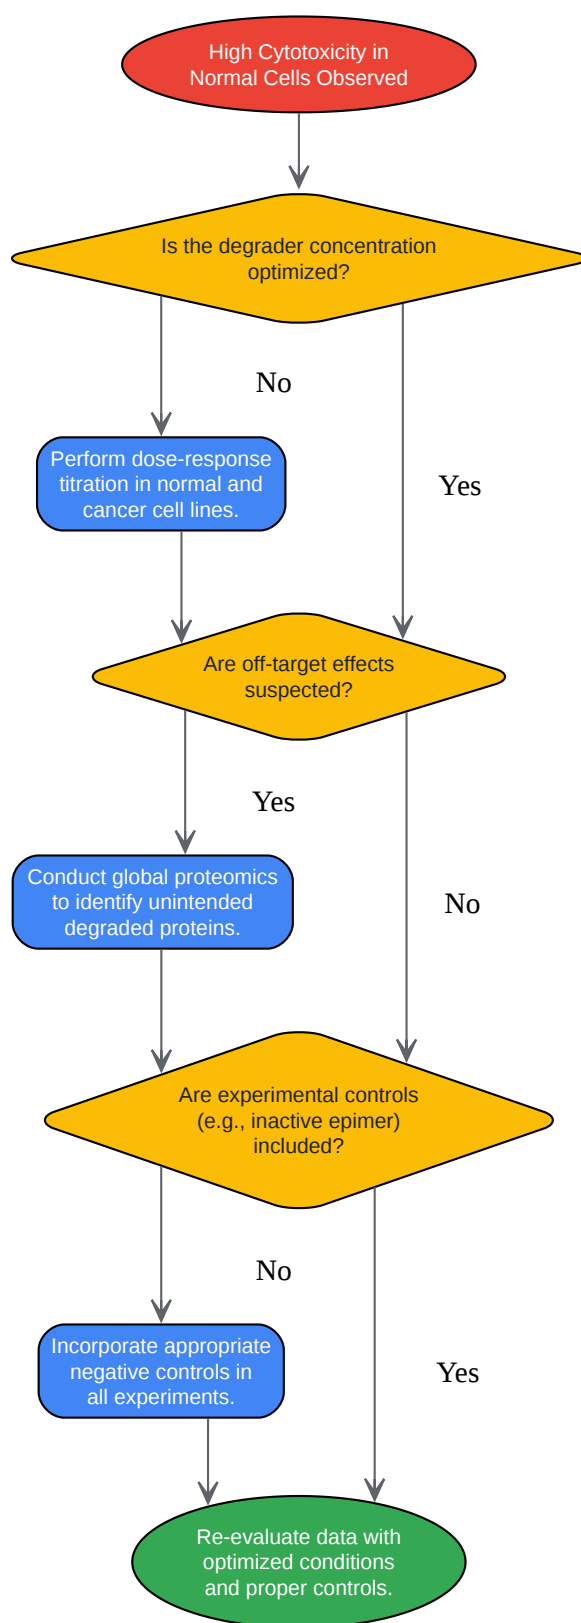 High Cytotoxicity in
Normal Cells Observed
Is the degrader concentration
optimized?
No
Perform dose-response
titration in normal and
cancer cell lines.
Yes
Are off-target effects
suspected?
Yes
Conduct global proteomics
to identify unintended
degraded proteins.
No
Are experimental controls
(e.g., inactive epimer)
included?
No
Incorporate appropriate
negative controls in
all experiments.
Yes
Re-evaluate data with
optimized conditions
and proper controls.